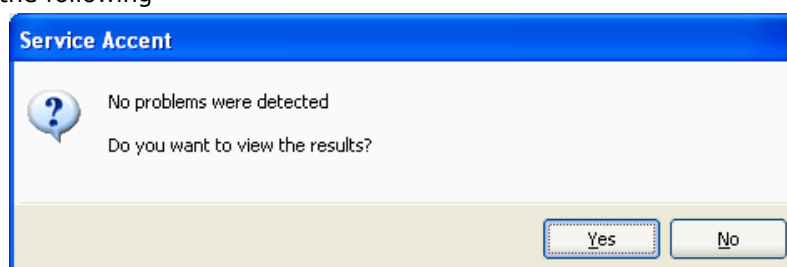 the following
Service Accent
No problems were detected
Do you want to view the results?
Yes No